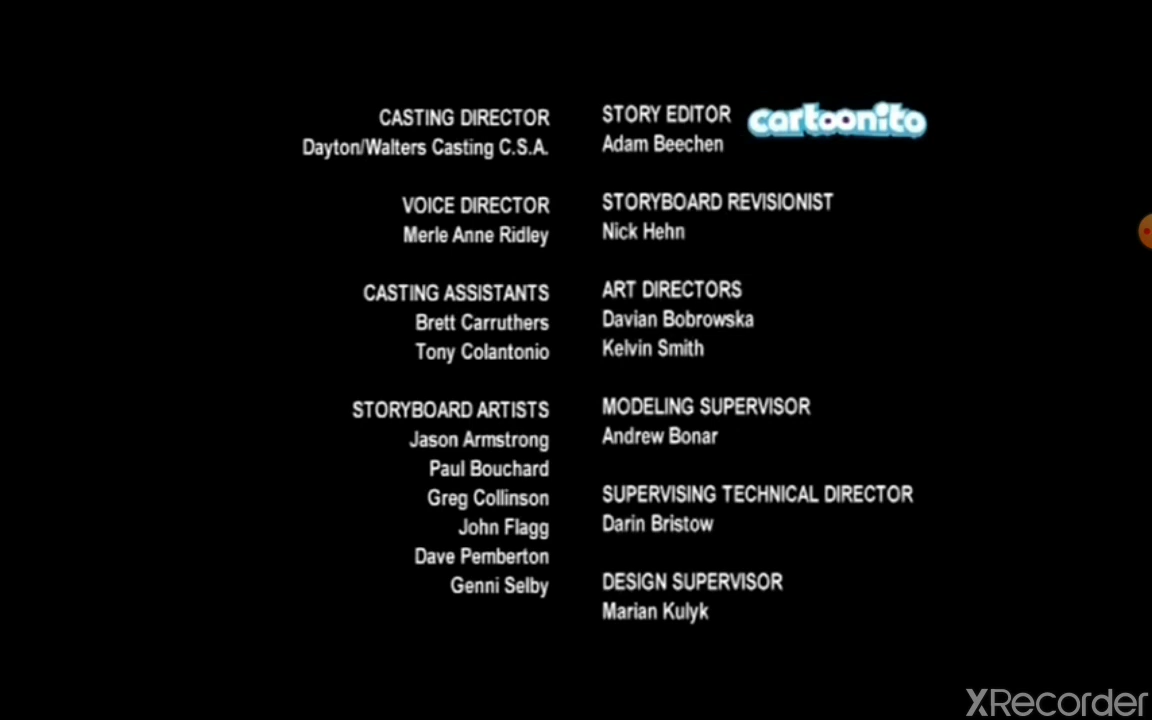 CASTING DIRECTOR
Dayton/Walters Casting C.S.A.
VOICE DIRECTOR
Merle Anne Ridley
CASTING ASSISTANTS
Brett Carruthers
Tony Colantonio
STORYBOARD ARTISTS
Jason Armstrong
Paul Bouchard
Greg Collinson
John Flagg
Dave Pemberton
Genni Selby
STORY EDITOR
cartoonito
Adam Beechen
STORYBOARD REVISIONIST
Nick Hehn
ART DIRECTORS
Davian Bobrowska
Kelvin Smith
MODELING SUPERVISOR
Andrew Bonar
SUPERVISING TECHNICAL DIRECTOR
Darin Bristow
DESIGN SUPERVISOR
Marian Kulyk
XRecorder